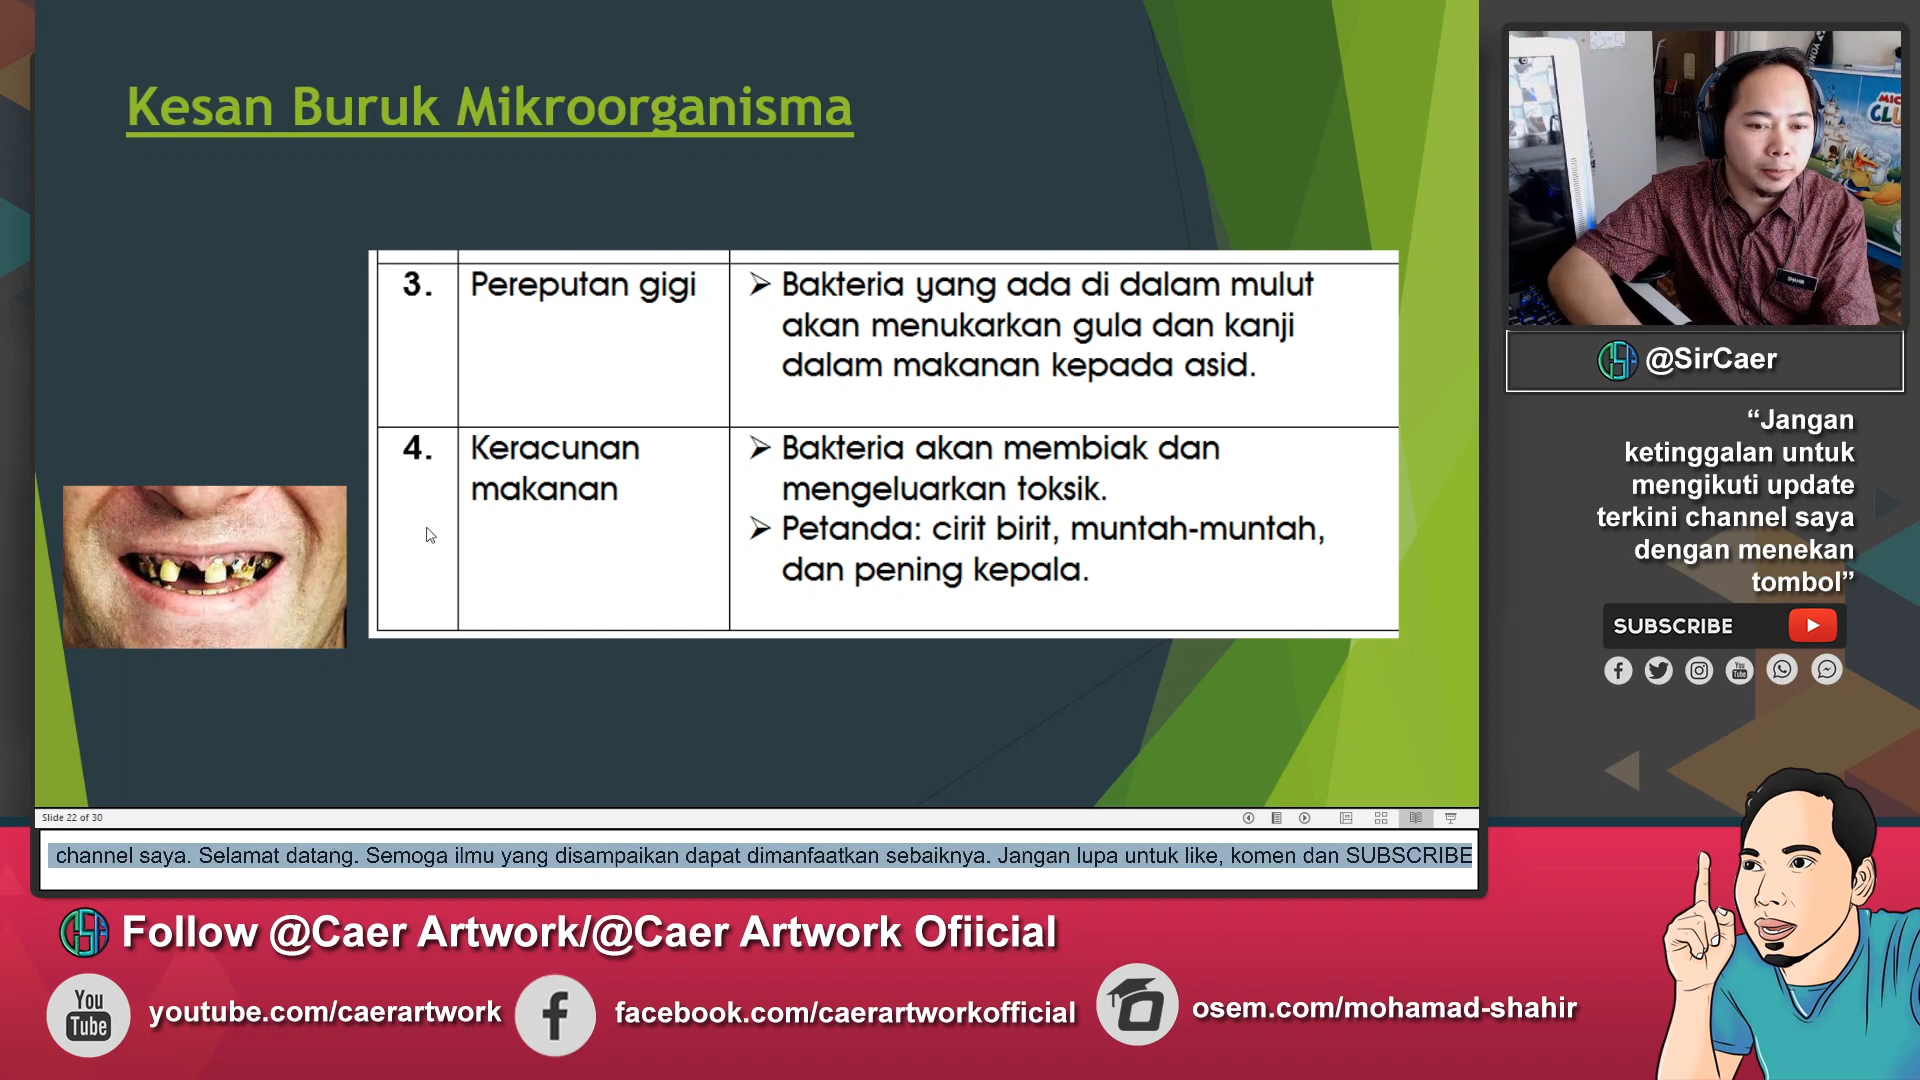 Kesan Buruk Mikroorganisma
3. Pereputan gigi
➢ Bakteria yang ada di dalam mulut
akan menukarkan gula dan kanji
dalam makanan kepada asid.
4. Keracunan
makanan
➢ Bakteria akan membiak dan
mengeluarkan toksik.
➢ Petanda: cirit birit, muntah-muntah,
dan pening kepala.
Slide 22 of 30
channel saya. Selamat datang. Semoga ilmu yang disampaikan dapat dimanfaatkan sebaiknya. Jangan lupa untuk like, komen dan SUBSCRIBE
SHAHIR
@SirCaer
“Jangan
ketinggalan untuk
mengikuti update
terkini channel saya
dengan menekan
tombol”
SUBSCRIBE
Follow @Caer Artwork/@Caer Artwork Ofiicial
You
Tube
youtube.com/caerartwork
facebook.com/caerartworkofficial
osem.com/mohamad-shahir